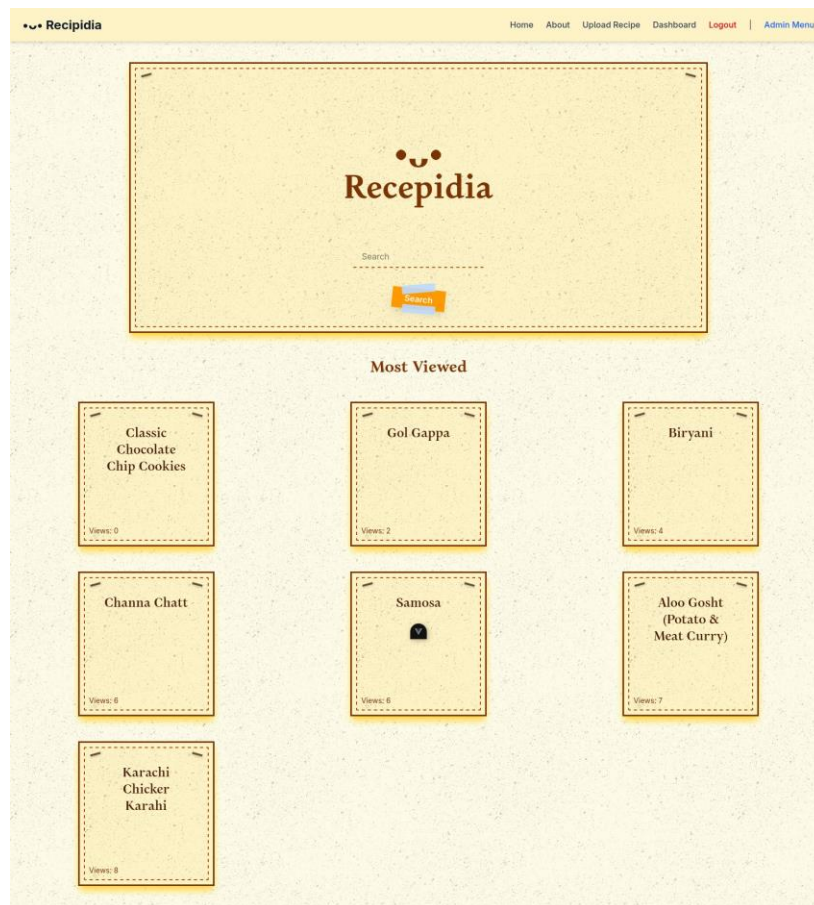 Recipidia
Home About Upload Recipe Dashboard Logout | Admin Menu
Recepidia
Search
Search
Most Viewed
Classic
Chocolate
Chip Cookies
Views: 0
Gol Gappa
Views: 2
Biryani
Views: 4
Channa Chatt
Views: 6
Samosa
V
Views: 6
Aloo Gosht
(Potato &
Meat Curry)
Views: 7
Karachi
Chicker
Karahi
Views: 8